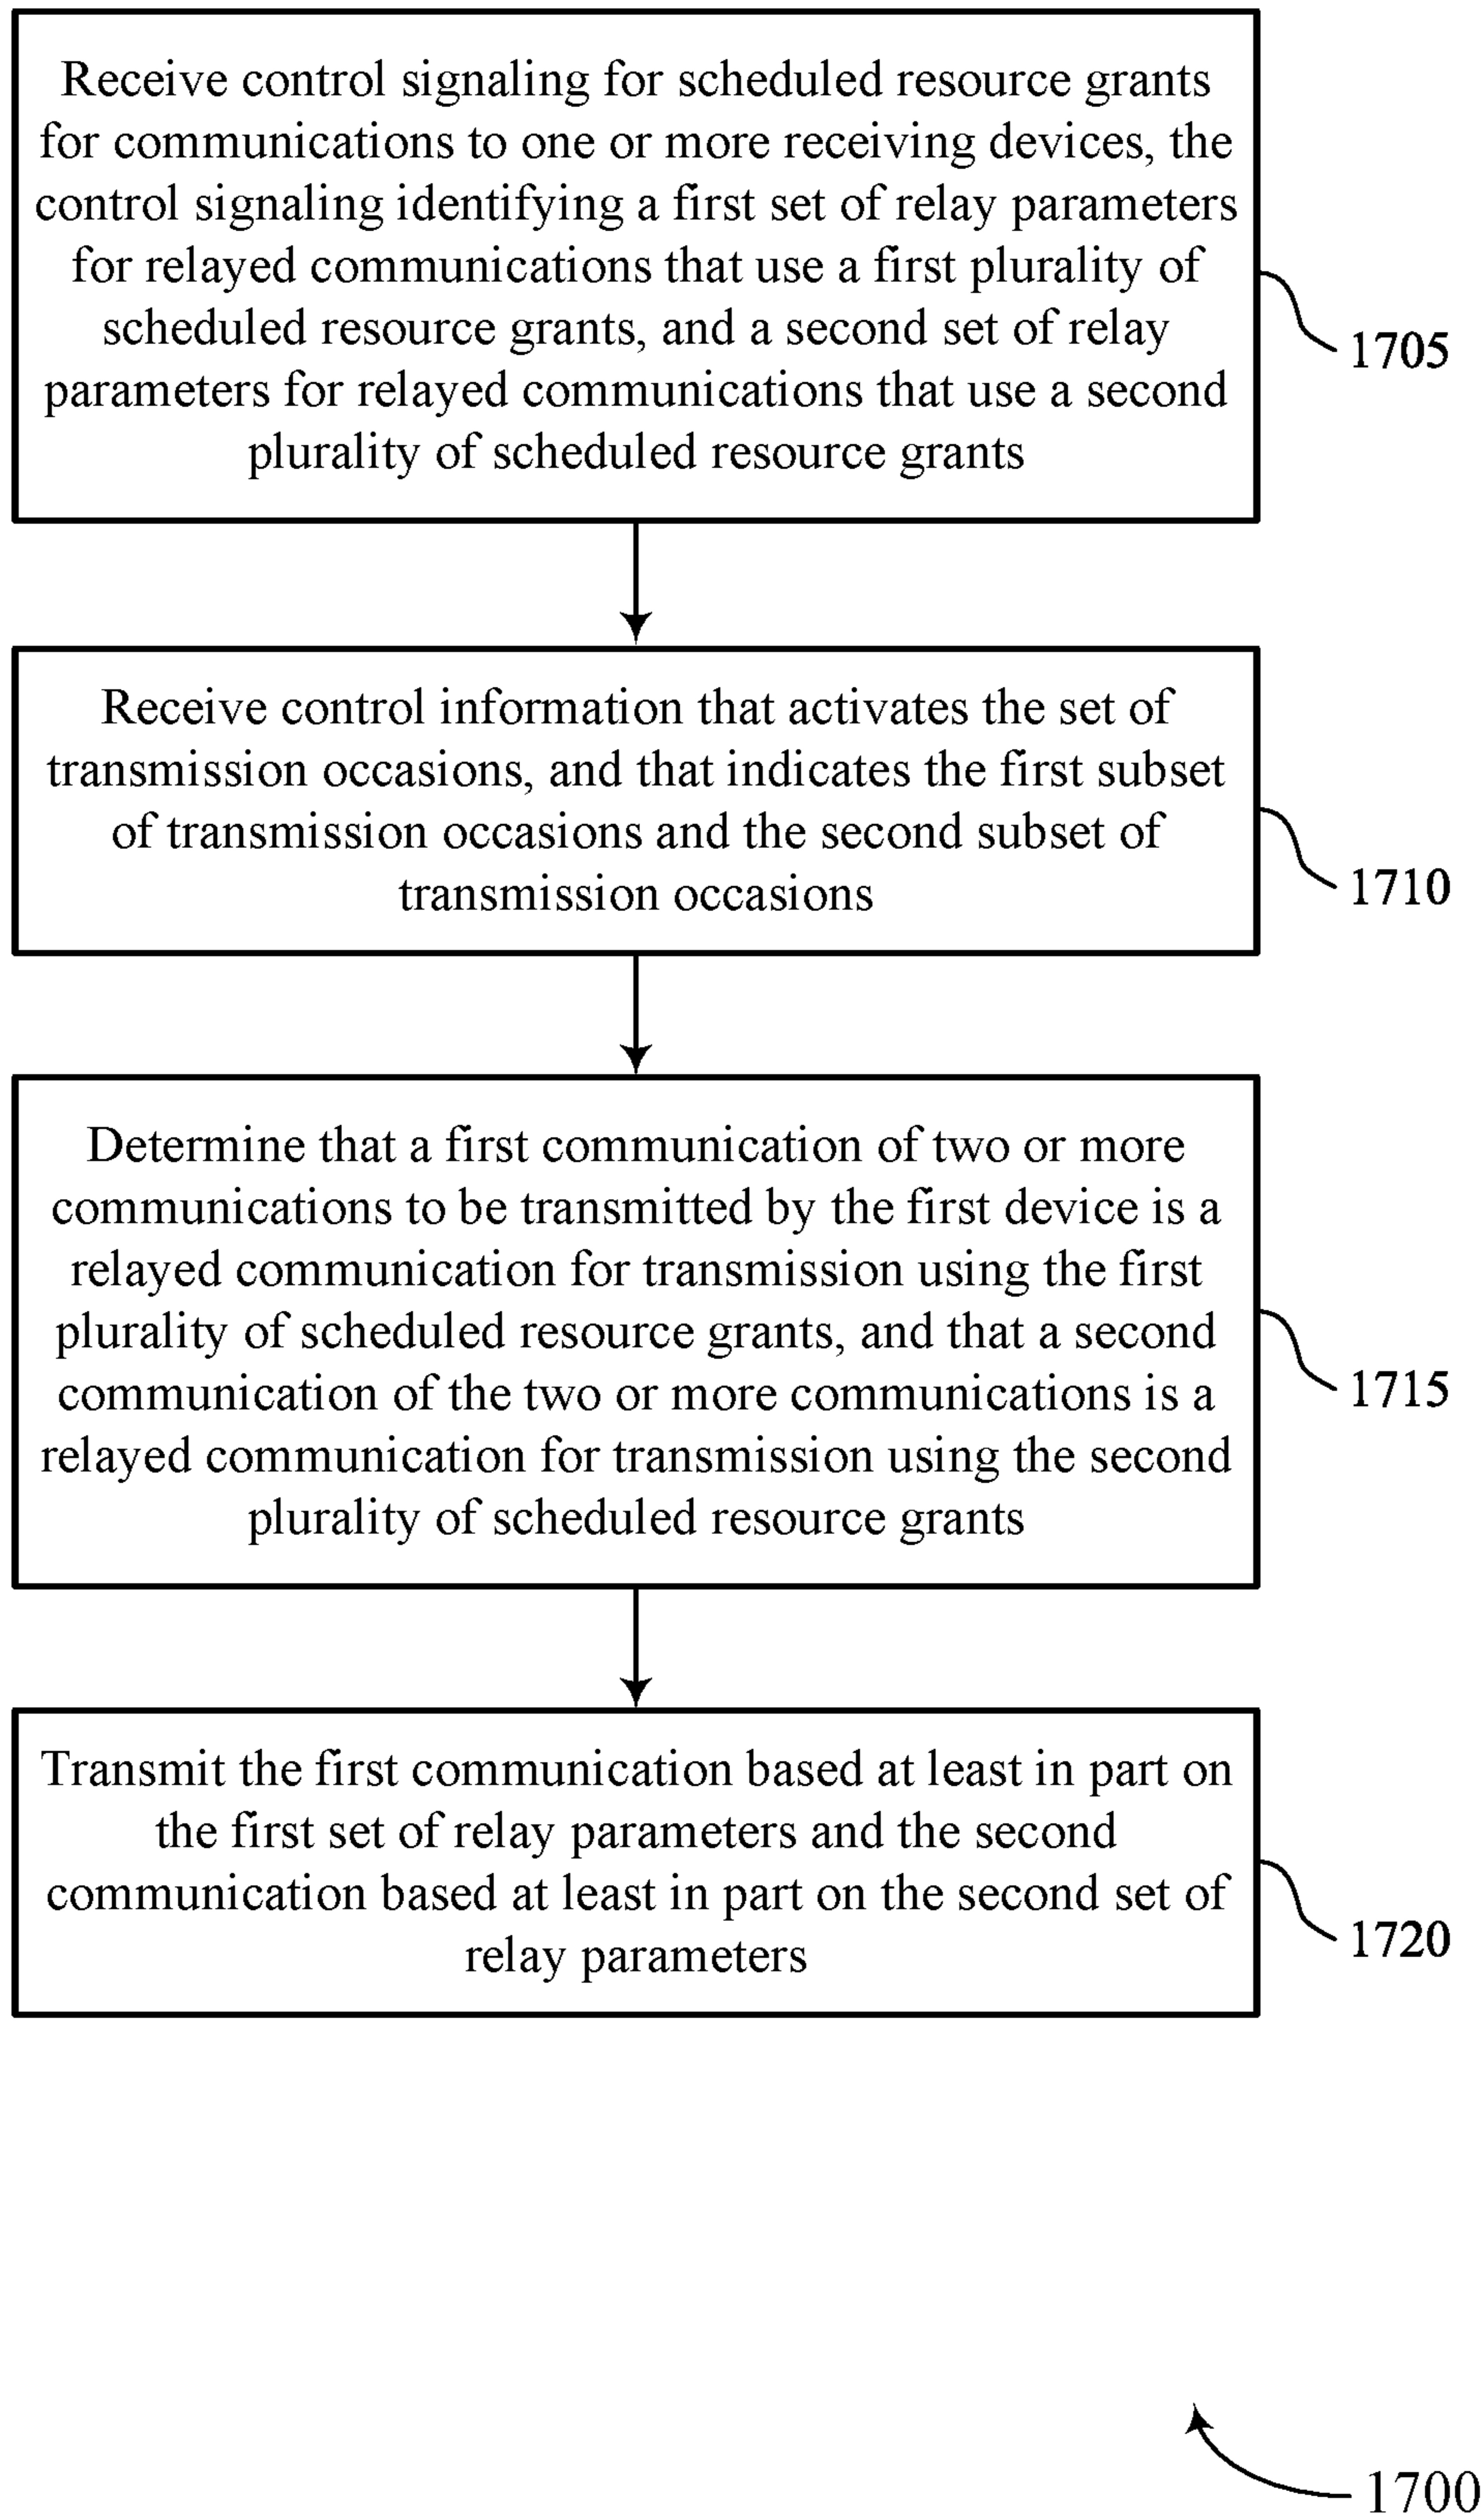 Receive control signaling for scheduled resource grants
for communications to one or more receiving devices, the
control signaling identifying a first set of relay parameters
for relayed communications that use a first plurality of
scheduled resource grants, and a second set of relay
parameters for relayed communications that use a second
plurality of scheduled resource grants
1705
Receive control information that activates the set of
transmission occasions, and that indicates the first subset
of transmission occasions and the second subset of
transmission occasions
1710
Determine that a first communication of two or more
communications to be transmitted by the first device is a
relayed communication for transmission using the first
plurality of scheduled resource grants, and that a second
communication of the two or more communications is a
relayed communication for transmission using the second
plurality of scheduled resource grants
1715
Transmit the first communication based at least in part on
the first set of relay parameters and the second
communication based at least in part on the second set of
relay parameters
1720
1700